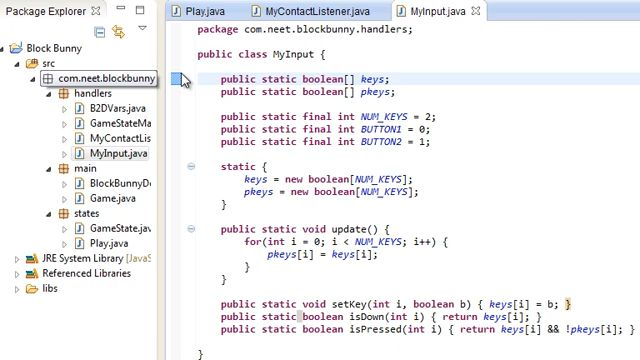 Package Explorer
Play.java
MyContactListener.java
MyInput.java
Block Bunny
src
com.neet.blockbunny
handlers
B2DVars.java
GameStateMa
MyContactLis
MyInput.java
main
BlockBunnyDe
Game.java
states
GameState.java
Play.java
JRE System Library
Referenced Libraries
libs
package com.neet.blockbunny.handlers;
public class MyInput {
public static boolean[] keys;
public static boolean[] pkeys;
public static final int NUM_KEYS = 2;
public static final int BUTTON1 = 0;
public static final int BUTTON2 = 1;
static {
keys = new boolean[NUM_KEYS];
pkeys = new boolean[NUM_KEYS];
}
public static void update() {
for(int i = 0; i < NUM_KEYS; i++) {
pkeys[i] = keys[i];
}
}
public static void setKey(int i, boolean b) { keys[i] = b; }
public static boolean isDown(int i) { return keys[i]; }
public static boolean isPressed(int i) { return keys[i] && !pkeys[i];
}